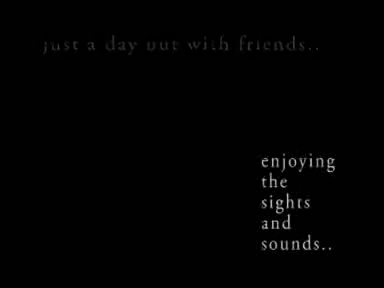 just a day out with friends..
enjoying
the
sights
and
sounds..